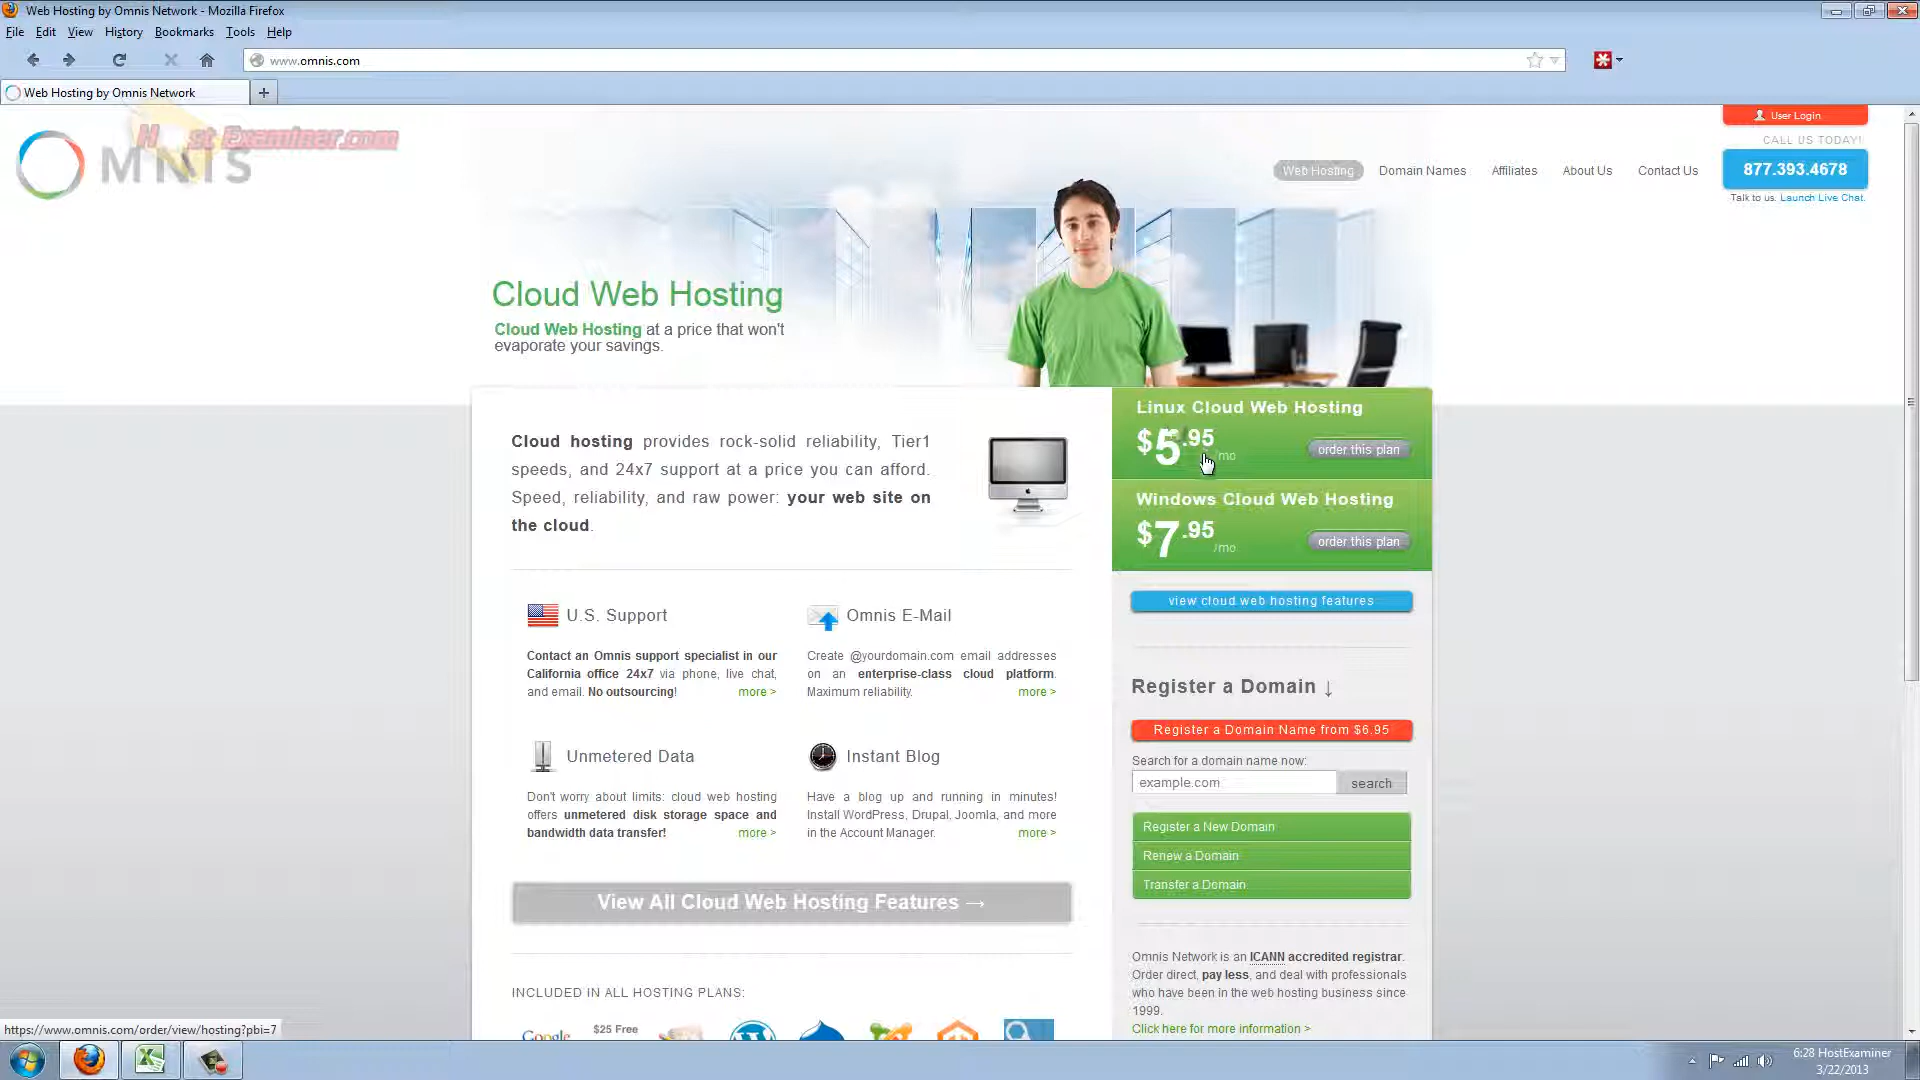 Web Hosting by Omnis Network - Mozilla Firefox
File Edit View History Bookmarks Tools Help
www.omnis.com
Web Hosting by Omnis Network
Host Examiner.com
OMNIS
User Login
CALL US TODAY!
877.393.4678
Talk to us. Launch Live Chat.
Web Hosting Domain Names Affiliates About Us Contact Us
Cloud Web Hosting
Cloud Web Hosting at a price that won't
evaporate your savings.
Cloud hosting provides rock-solid reliability, Tier1
speeds, and 24x7 support at a price you can afford.
Speed, reliability, and raw power: your web site on
the cloud.
Linux Cloud Web Hosting
$5.95 /mo order this plan
Windows Cloud Web Hosting
$7.95 /mo order this plan
view cloud web hosting features
U.S. Support
Contact an Omnis support specialist in our
California office 24x7 via phone, live chat,
and email. No outsourcing! more >
Omnis E-Mail
Create @yourdomain.com email addresses
on an enterprise-class cloud platform.
Maximum reliability. more >
Unmetered Data
Don't worry about limits: cloud web hosting
offers unmetered disk storage space and
bandwidth data transfer! more >
Instant Blog
Have a blog up and running in minutes!
Install WordPress, Drupal, Joomla, and more
in the Account Manager. more >
Register a Domain ↓
Register a Domain Name from $6.95
Search for a domain name now:
example.com search
Register a New Domain
Renew a Domain
Transfer a Domain
View All Cloud Web Hosting Features →
Omnis Network is an ICANN accredited registrar.
Order direct, pay less, and deal with professionals
who have been in the web hosting business since
1999.
Click here for more information >
INCLUDED IN ALL HOSTING PLANS:
Google $25 Free
https://www.omnis.com/order/view/hosting?pbi=7
6:28 HostExaminer
3/22/2013